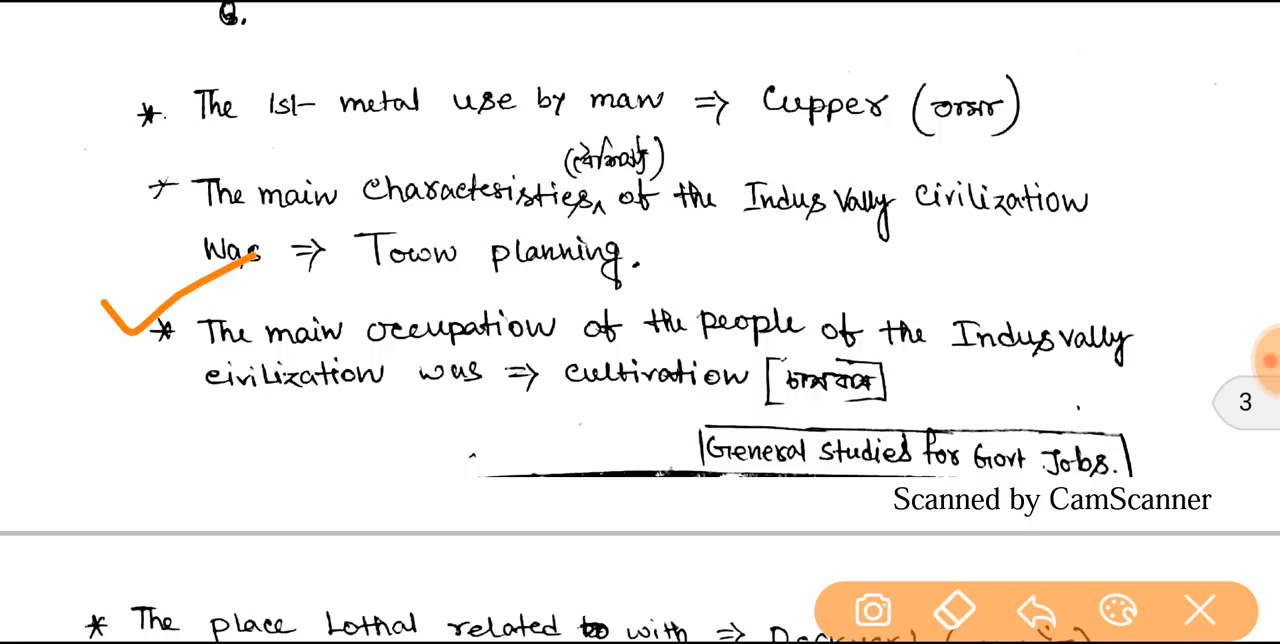 Q.
* The 1st metal use by man ⇒ Cupper (তামা)
(বৈশিষ্ট্য)
* The main Characteristics of the Indus Vally Civilization
Was ⇒ Town planning.
* The main occupation of the people of the Indus vally
civilization was ⇒ cultivation [চাষবাস]
General Studies for Govt Jobs.
Scanned by CamScanner
3
* The place Lothal related to with ⇒